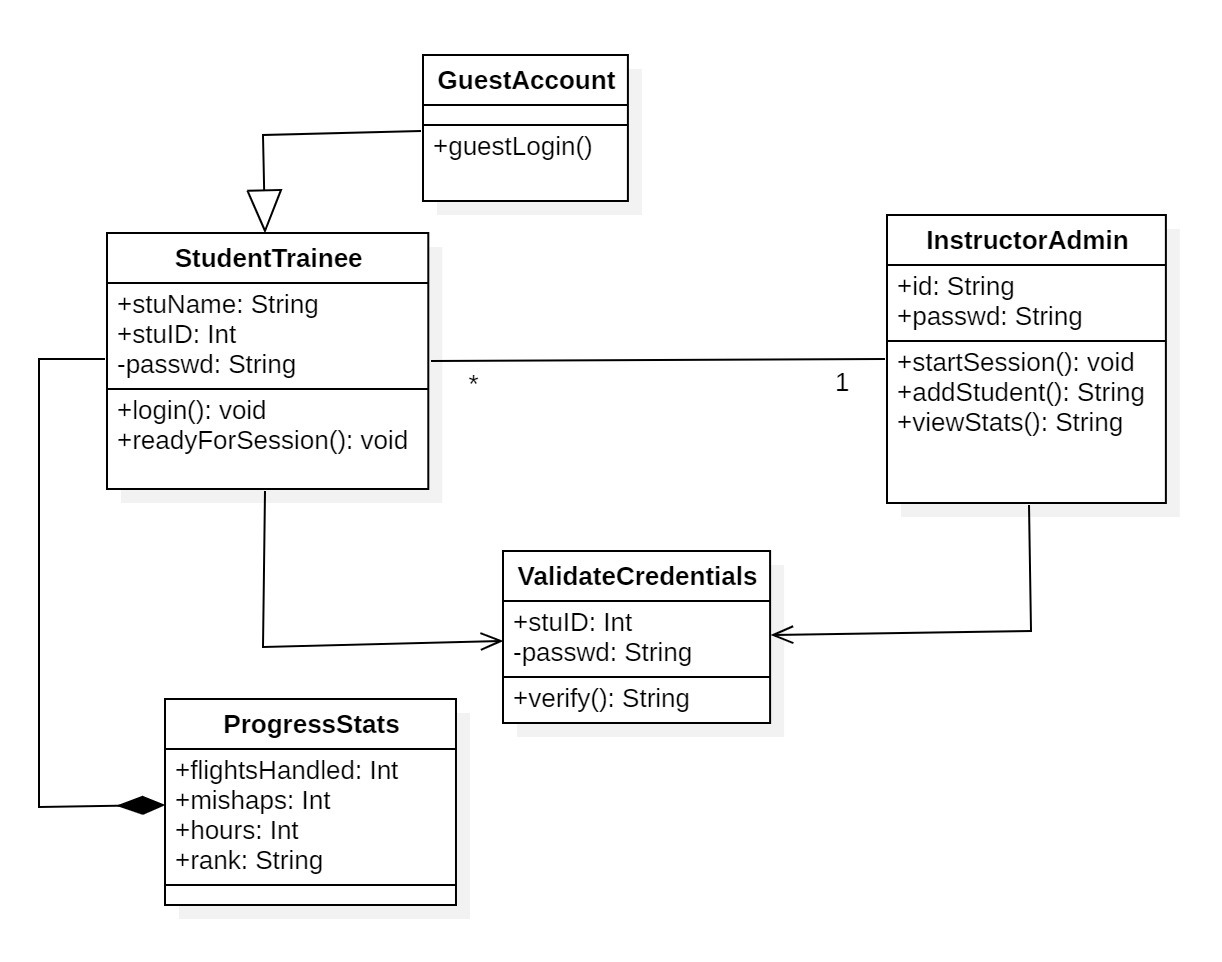 GuestAccount
+guestLogin()
StudentTrainee
+stuName: String
+stuID: Int
-passwd: String
+login(): void
+readyForSession(): void
*
1
InstructorAdmin
+id: String
+passwd: String
+startSession(): void
+addStudent(): String
+viewStats(): String
ValidateCredentials
+stuID: Int
-passwd: String
+verify(): String
ProgressStats
+flightsHandled: Int
+mishaps: Int
+hours: Int
+rank: String